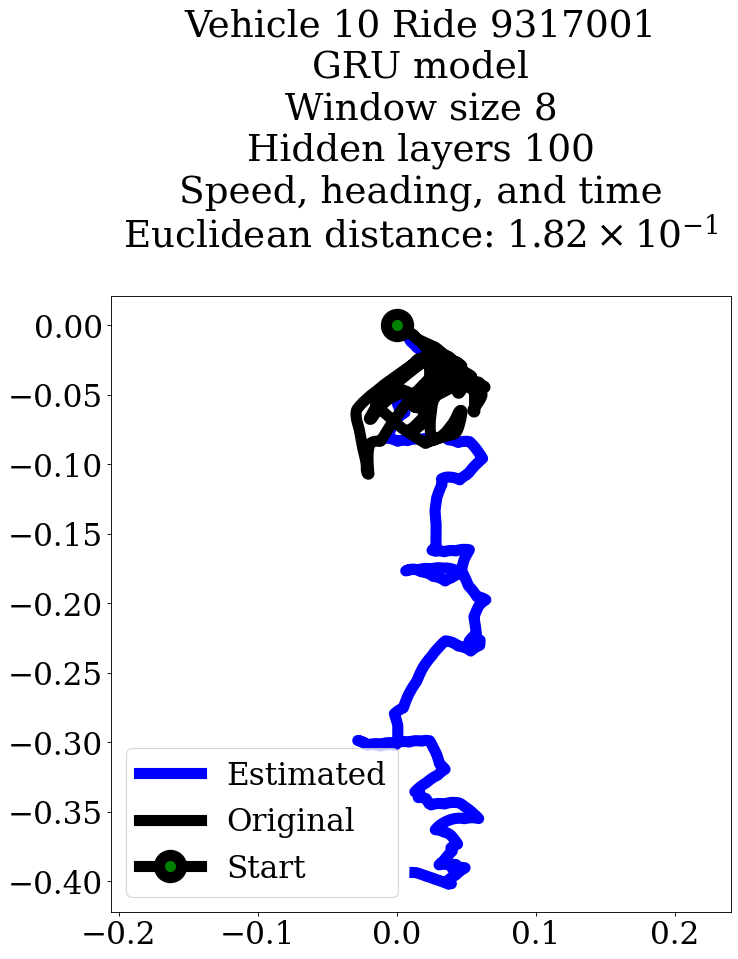 Vehicle 10 Ride 9317001
GRU model
Window size 8
Hidden layers 100
Speed, heading, and time
Euclidean distance: 1.82 × 10⁻¹
0.00
−0.05
−0.10
−0.15
−0.20
−0.25
−0.30
−0.35
−0.40
Estimated
Original
Start
−0.2
−0.1
0.0
0.1
0.2